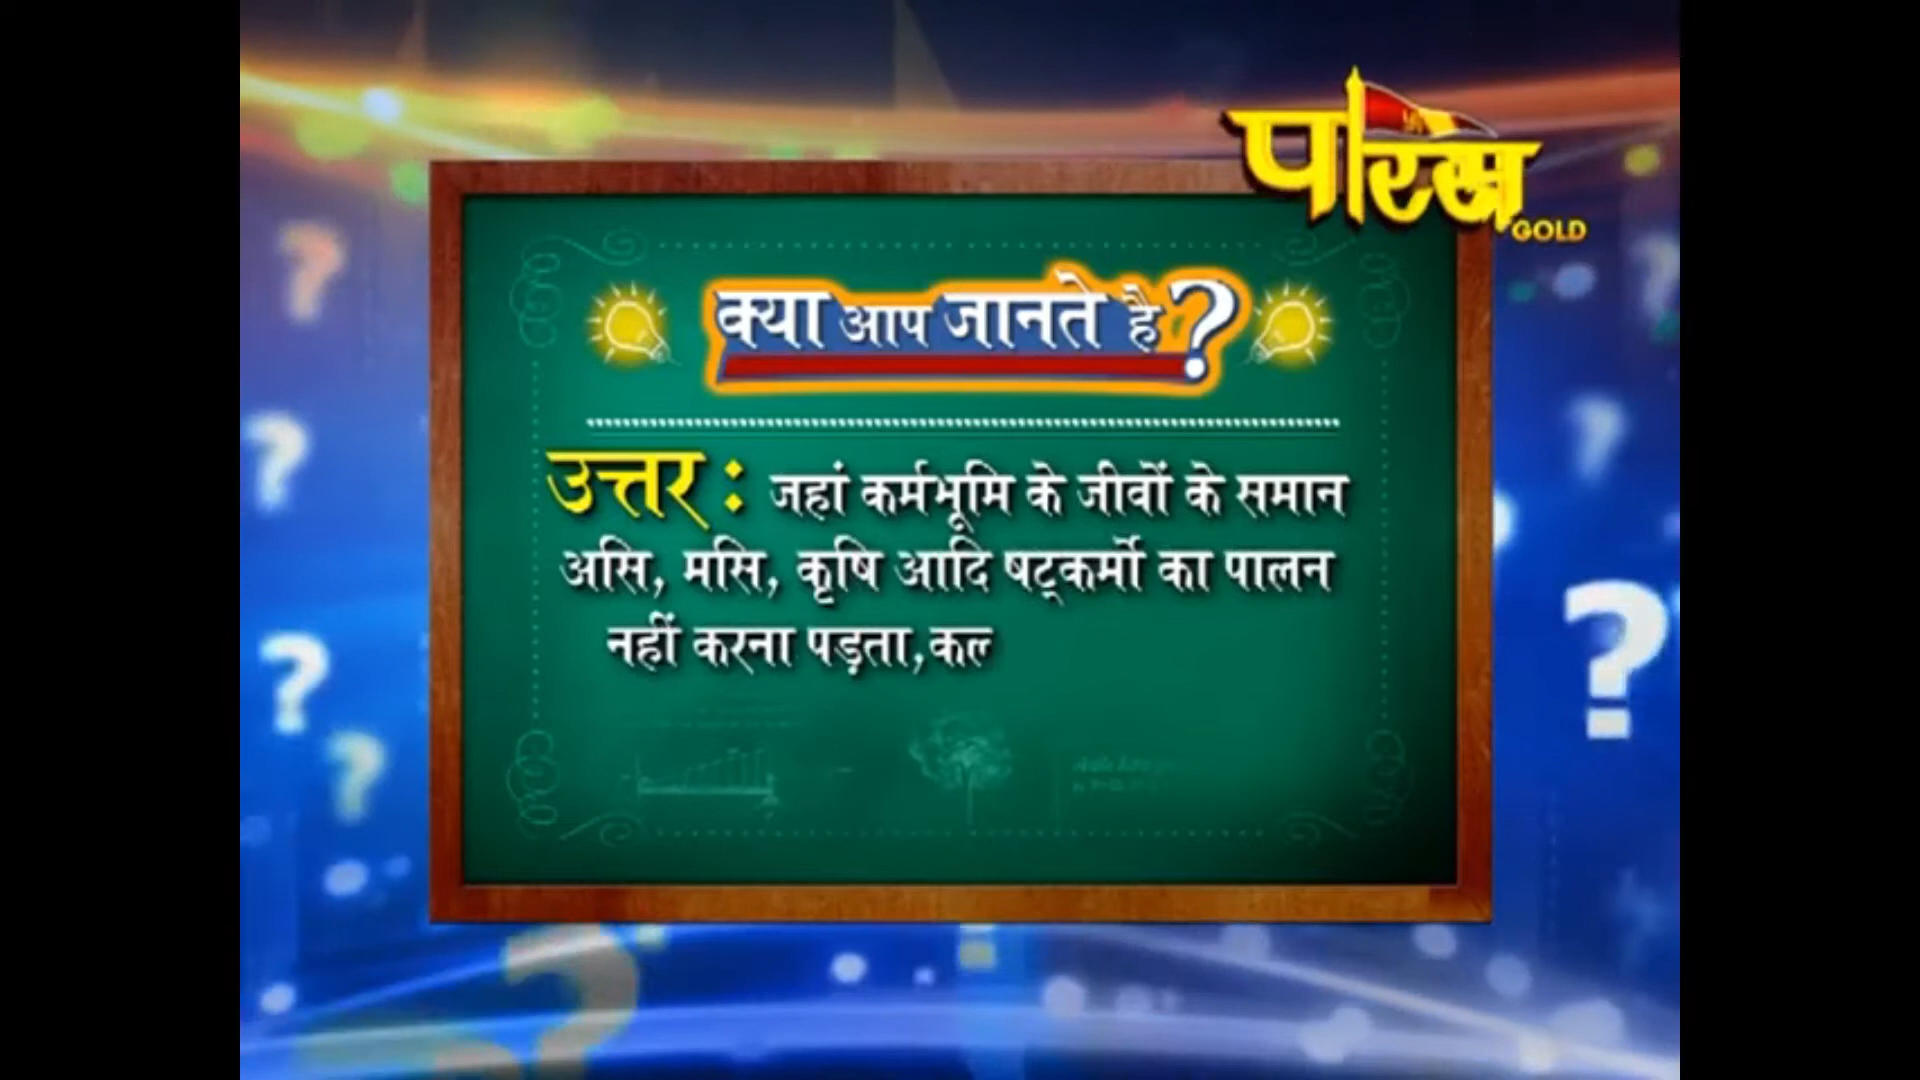 पारस
GOLD
क्या आप जानते है?
उत्तर : जहां कर्मभूमि के जीवों के समान
असि, मसि, कृषि आदि षट्कर्मो का पालन
नहीं करना पड़ता,कल